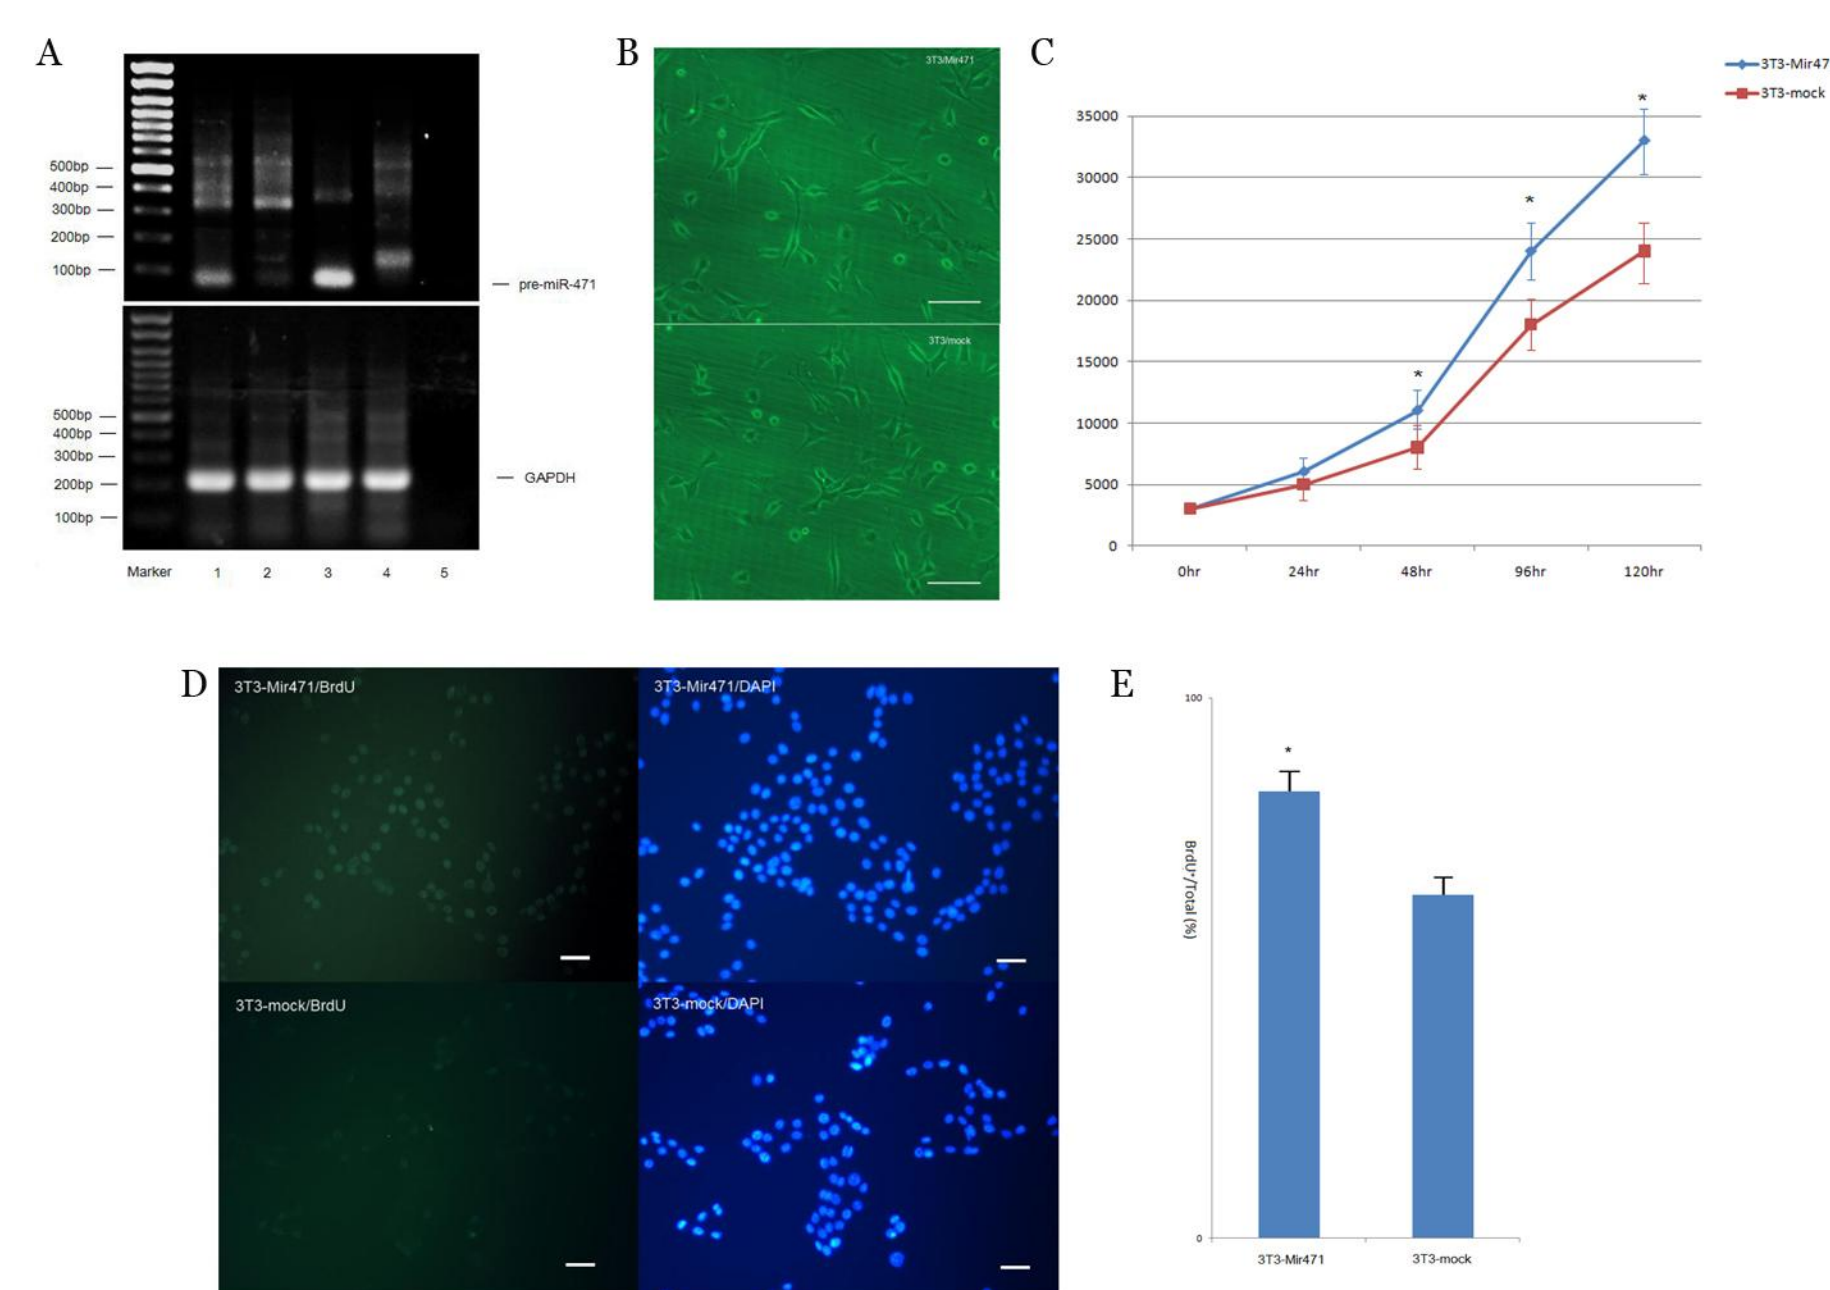 A
500bp
400bp
300bp
200bp
100bp
pre-miR-471
500bp
400bp
300bp
200bp
100bp
GAPDH
Marker 1 2 3 4 5
B
3T3/Mir471
3T3/mock
C
3T3-Mir47
3T3-mock
35000
30000
25000
20000
15000
10000
5000
0
*
*
*
0hr 24hr 48hr 96hr 120hr
D
3T3-Mir471/BrdU
3T3-Mir471/DAPI
3T3-mock/BrdU
3T3-mock/DAPI
E
100
*
BrdU⁺/Total (%)
0
3T3-Mir471 3T3-mock